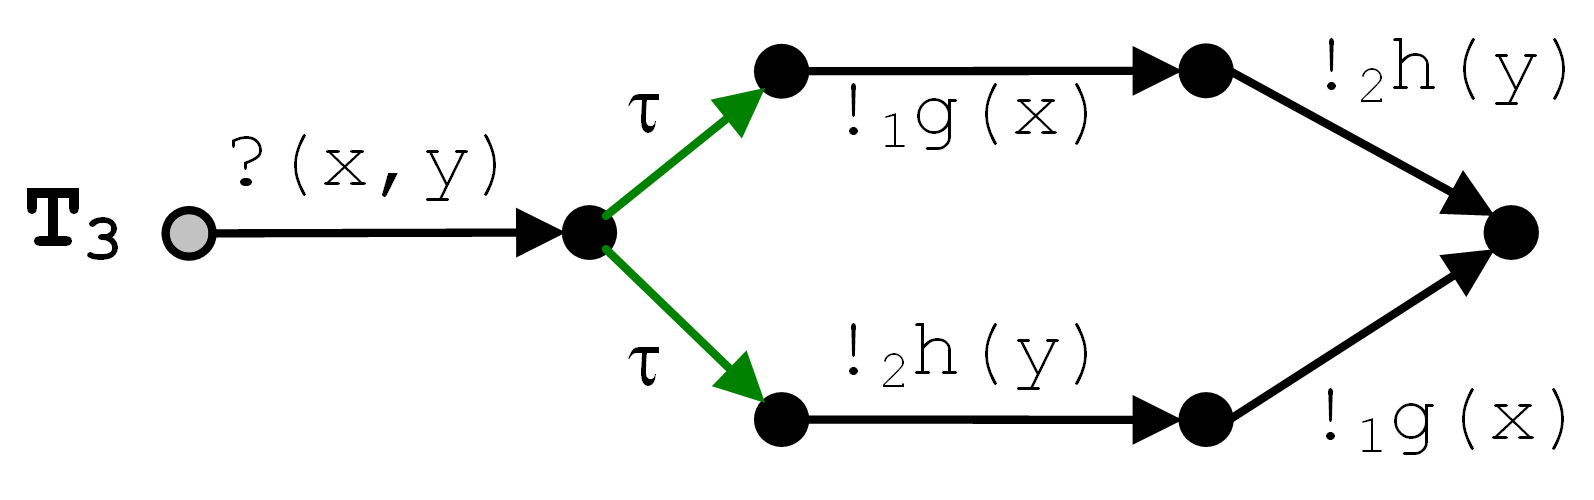 !₂h(y)
τ
!₁g(x)
?(x,y)
T₃
τ
!₂h(y)
!₁g(x)